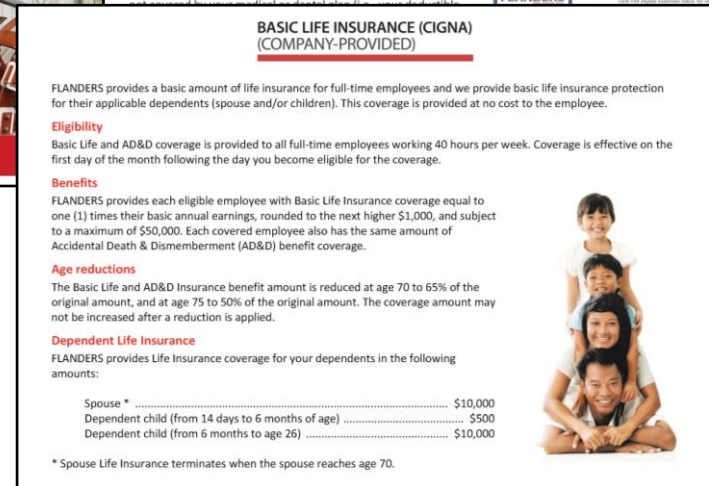 not covered by your medical or dental plan (i.e., your deductible,
FLANDERS
BASIC LIFE INSURANCE (CIGNA)
(COMPANY-PROVIDED)
FLANDERS provides a basic amount of life insurance for full-time employees and we provide basic life insurance protection
for their applicable dependents (spouse and/or children). This coverage is provided at no cost to the employee.
Eligibility
Basic Life and AD&D coverage is provided to all full-time employees working 40 hours per week. Coverage is effective on the
first day of the month following the day you become eligible for the coverage.
Benefits
FLANDERS provides each eligible employee with Basic Life Insurance coverage equal to
one (1) times their basic annual earnings, rounded to the next higher $1,000, and subject
to a maximum of $50,000. Each covered employee also has the same amount of
Accidental Death & Dismemberment (AD&D) benefit coverage.
Age reductions
The Basic Life and AD&D Insurance benefit amount is reduced at age 70 to 65% of the
original amount, and at age 75 to 50% of the original amount. The coverage amount may
not be increased after a reduction is applied.
Dependent Life Insurance
FLANDERS provides Life Insurance coverage for your dependents in the following
amounts:
Spouse * ........................................................................................ $10,000
Dependent child (from 14 days to 6 months of age) .................................. $500
Dependent child (from 6 months to age 26) ........................................ $10,000
* Spouse Life Insurance terminates when the spouse reaches age 70.